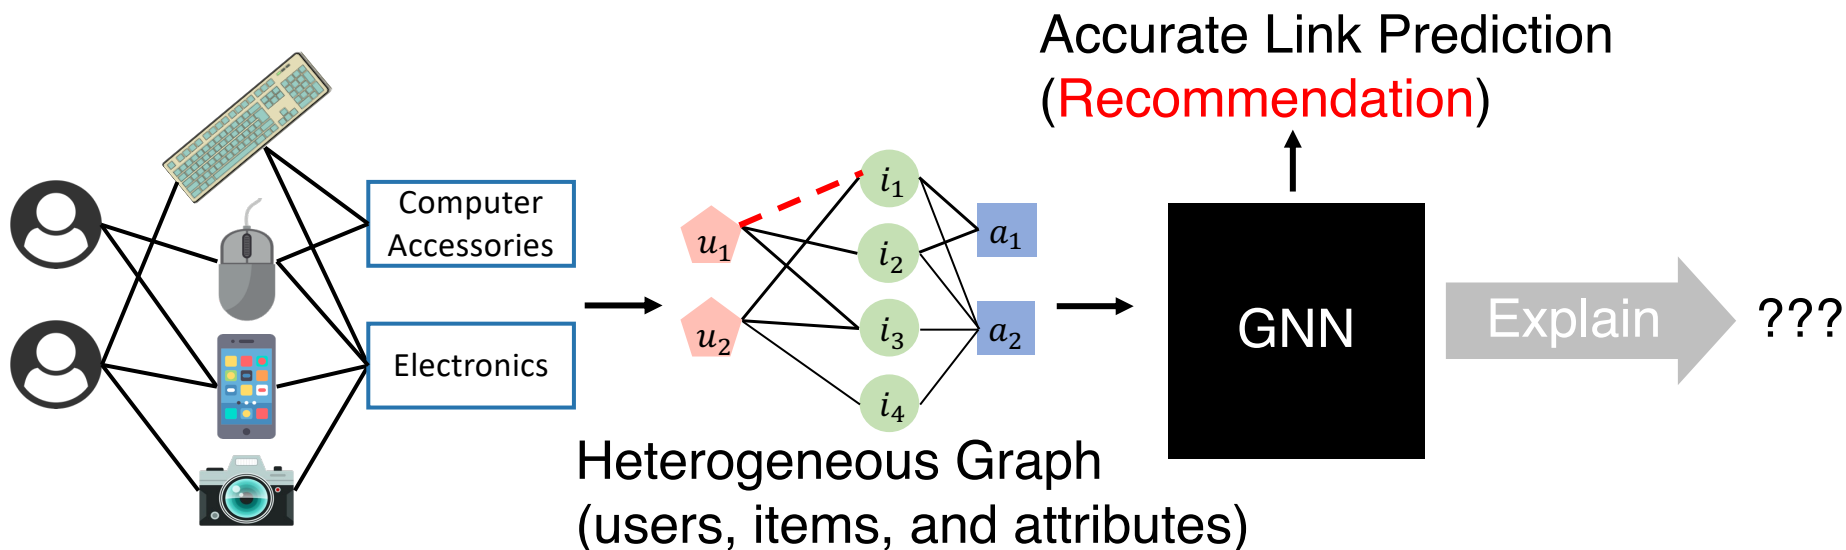 Accurate Link Prediction
(Recommendation)
Computer
Accessories
Electronics
u₁
u₂
i₁
i₂
i₃
i₄
a₁
a₂
GNN
Explain
???
Heterogeneous Graph
(users, items, and attributes)